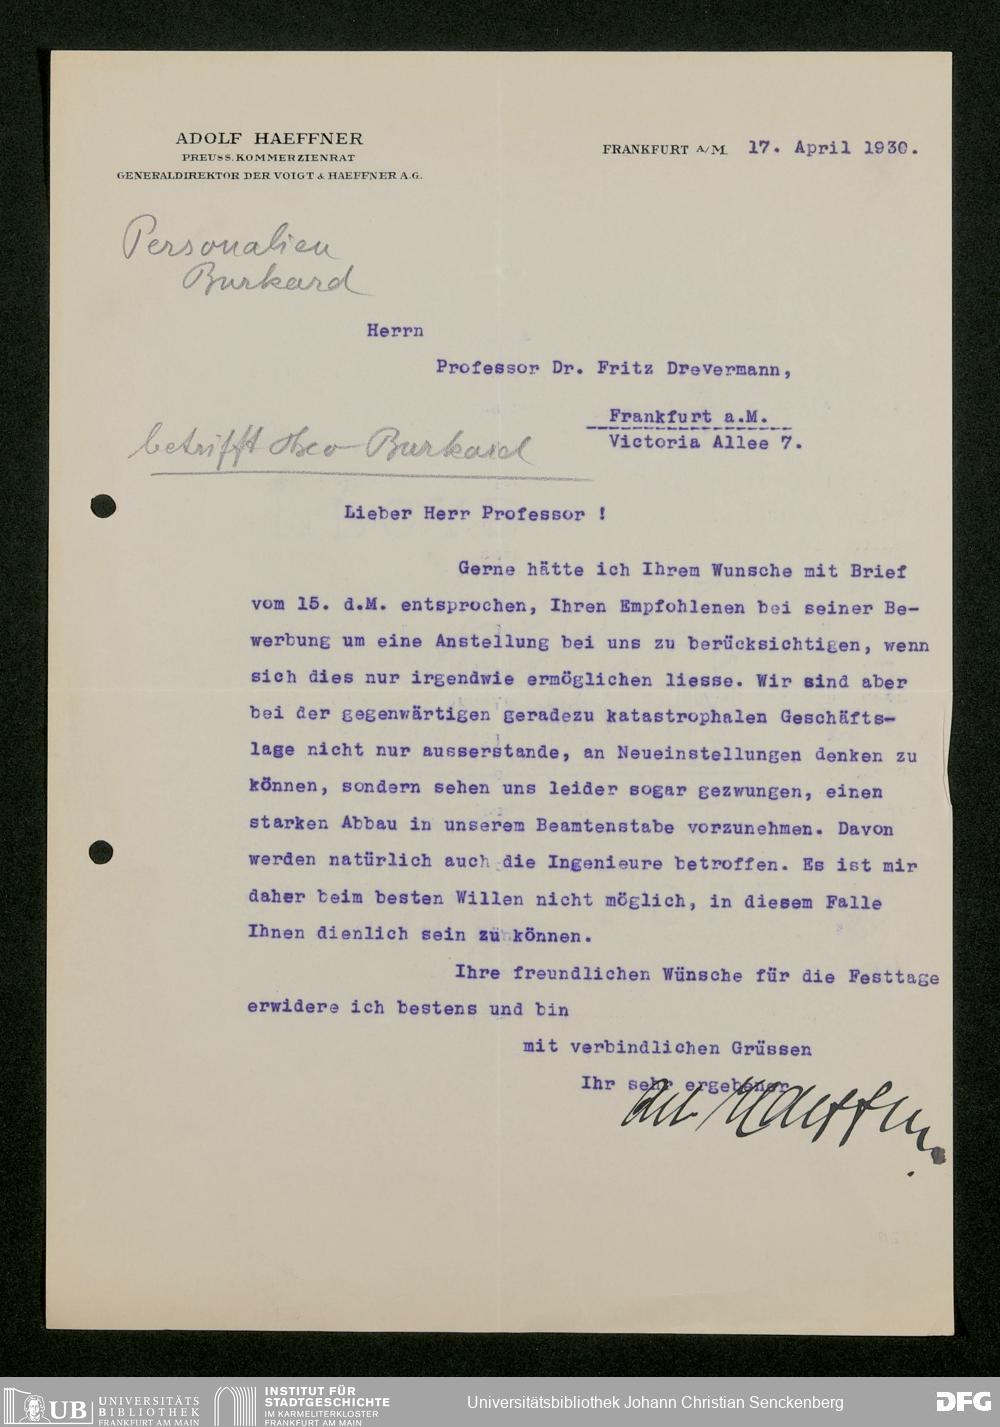 ADOLF HAEFFNER
PREUSS. KOMMERZIENRAT
GENERALDIREKTOR DER VOIGT & HAEFFNER A.G.
FRANKFURT A/M. 17. April 1930.
Personalien
Burkard
Herrn
Professor Dr. Fritz Drevermann,
Frankfurt a.M.
Victoria Allee 7.
betrifft Theo Burkard
Lieber Herr Professor !
Gerne hätte ich Ihrem Wunsche mit Brief
vom 15. d.M. entsprochen, Ihren Empfohlenen bei seiner Be-
werbung um eine Anstellung bei uns zu berücksichtigen, wenn
sich dies nur irgendwie ermöglichen liesse. Wir sind aber
bei der gegenwärtigen geradezu katastrophalen Geschäfts-
lage nicht nur ausserstande, an Neueinstellungen denken zu
können, sondern sehen uns leider sogar gezwungen, einen
starken Abbau in unserem Beamtenstabe vorzunehmen. Davon
werden natürlich auch die Ingenieure betroffen. Es ist mir
daher beim besten Willen nicht möglich, in diesem Falle
Ihnen dienlich sein zu können.
Ihre freundlichen Wünsche für die Festtage
erwidere ich bestens und bin
mit verbindlichen Grüssen
Ihr sehr ergebener
Ad. Haeffner
UB UNIVERSITÄTS
BIBLIOTHEK
FRANKFURT AM MAIN
INSTITUT FÜR
STADTGESCHICHTE
IM KARMELITERKLOSTER
FRANKFURT AM MAIN
Universitätsbibliothek Johann Christian Senckenberg
DFG